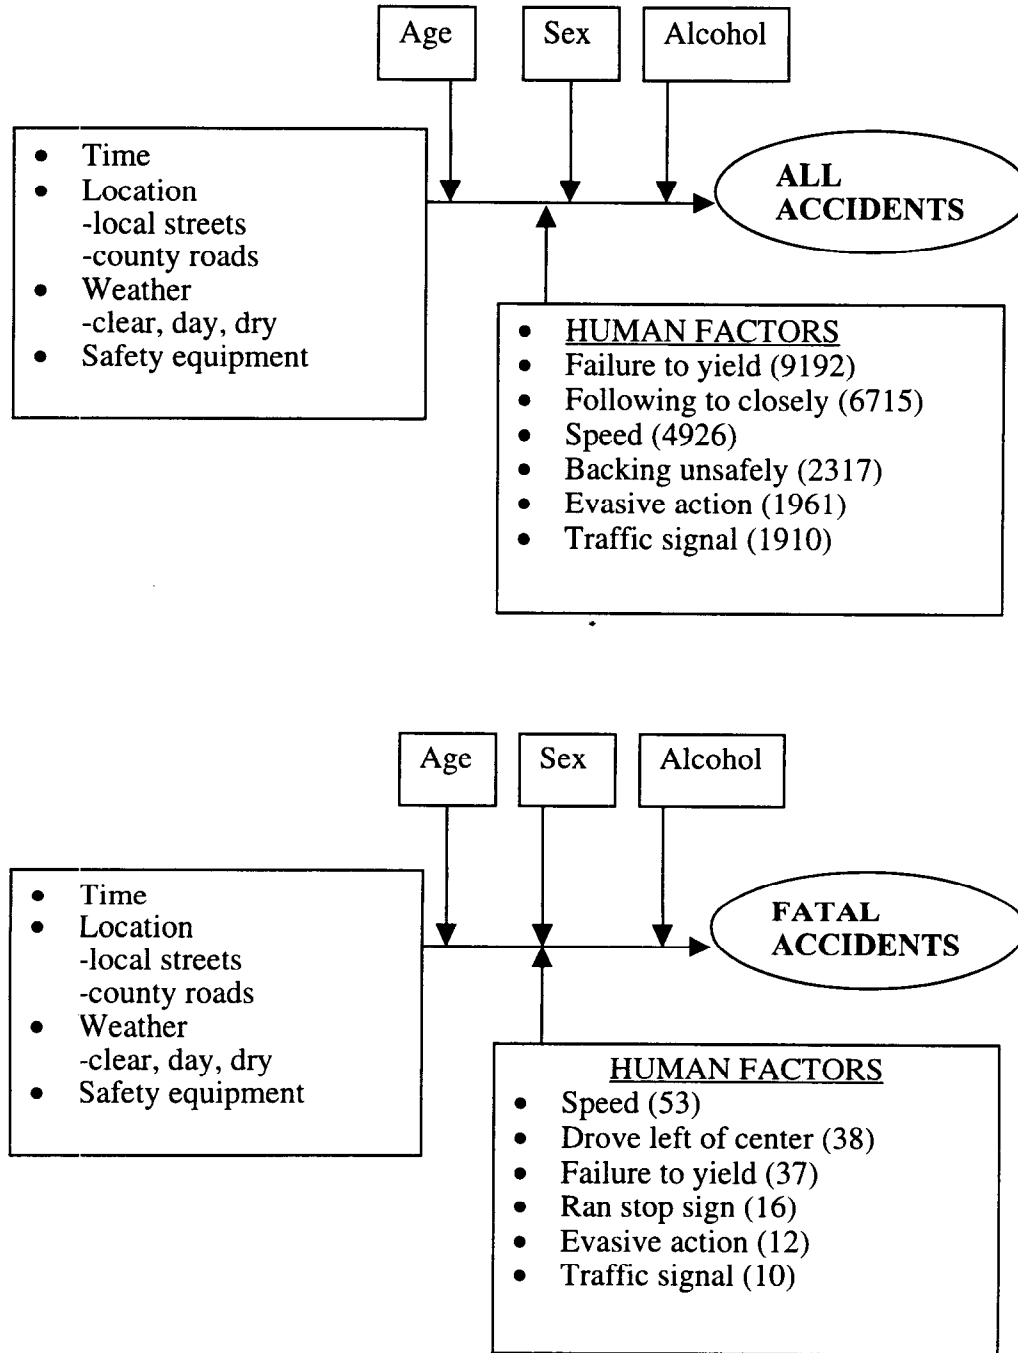 Age
Sex
Alcohol
• Time
• Location
-local streets
-county roads
• Weather
-clear, day, dry
• Safety equipment
ALL
ACCIDENTS
• HUMAN FACTORS
• Failure to yield (9192)
• Following to closely (6715)
• Speed (4926)
• Backing unsafely (2317)
• Evasive action (1961)
• Traffic signal (1910)
Age
Sex
Alcohol
• Time
• Location
-local streets
-county roads
• Weather
-clear, day, dry
• Safety equipment
FATAL
ACCIDENTS
HUMAN FACTORS
• Speed (53)
• Drove left of center (38)
• Failure to yield (37)
• Ran stop sign (16)
• Evasive action (12)
• Traffic signal (10)